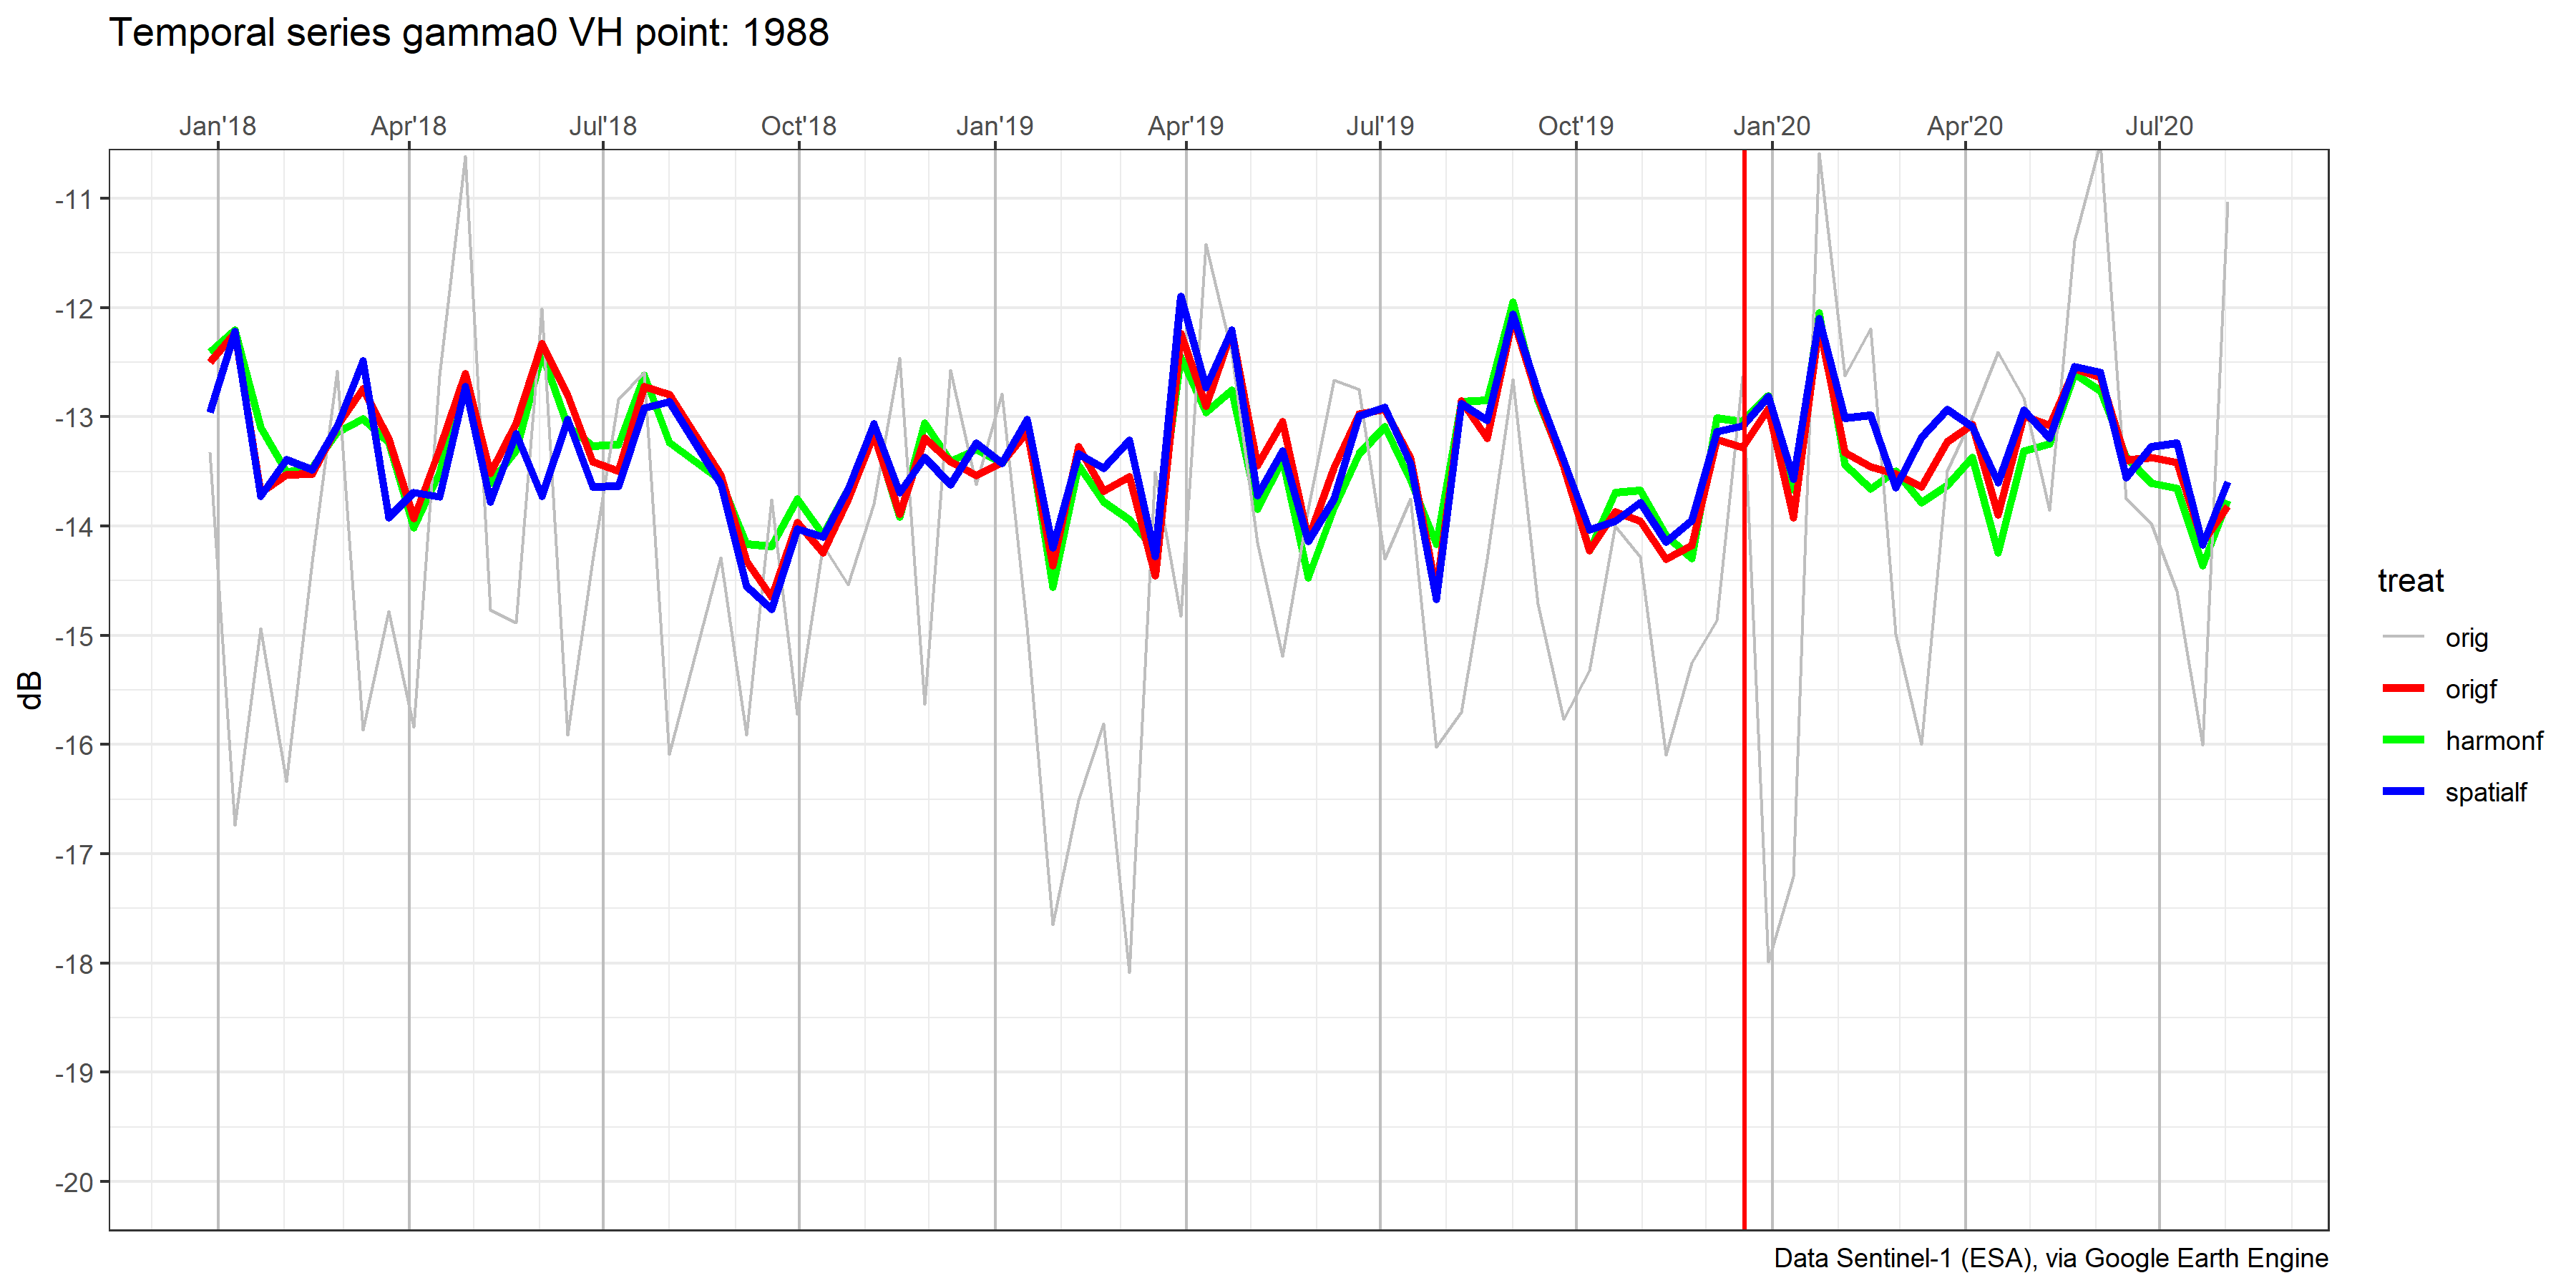 Temporal series gamma0 VH point: 1988
Jan'18 Apr'18 Jul'18 Oct'18 Jan'19 Apr'19 Jul'19 Oct'19 Jan'20 Apr'20 Jul'20
-11
-12
-13
-14
-15
-16
-17
-18
-19
-20
dB
treat
orig
origf
harmonf
spatialf
Data Sentinel-1 (ESA), via Google Earth Engine